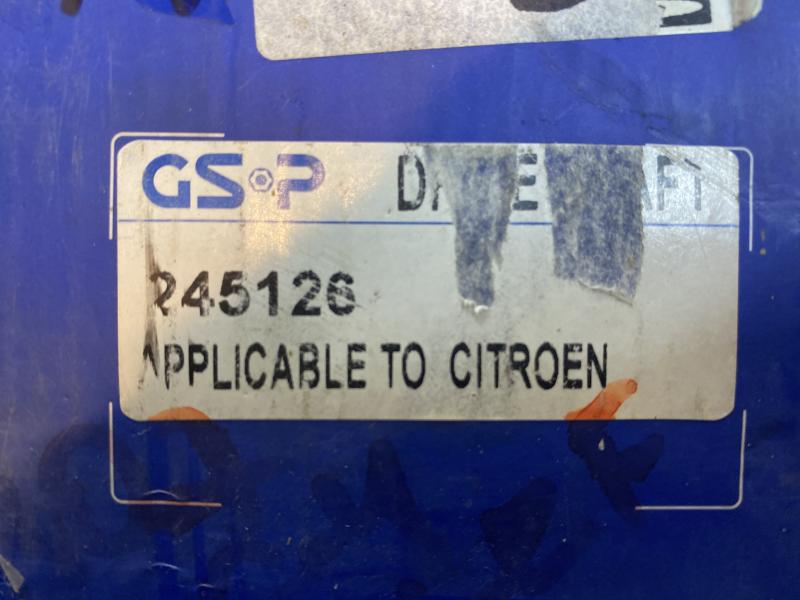 GSP
245126
APPLICABLE TO CITROEN